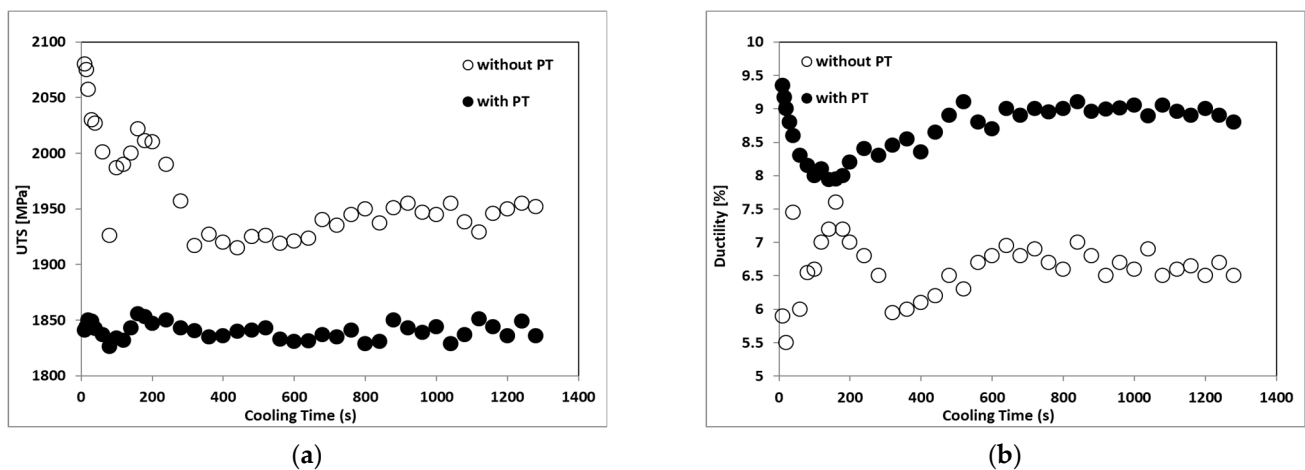 2100
2050
2000
1950
1900
1850
1800
UTS [MPa]
without PT
with PT
0 200 400 600 800 1000 1200 1400
Cooling Time (s)
(a)
10
9.5
9
8.5
8
7.5
7
6.5
6
5.5
5
Ductility [%]
without PT
with PT
0 200 400 600 800 1000 1200 1400
Cooling Time (s)
(b)